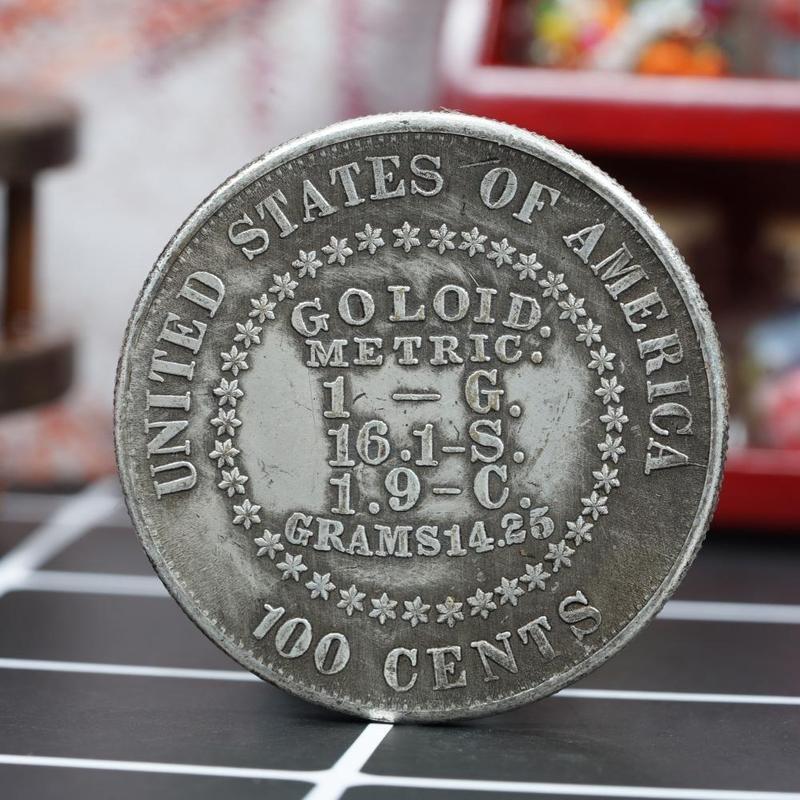 UNITED STATES OF AMERICA
GOLOID.
METRIC.
1 — G.
16.1-S.
1.9-C.
GRAMS14.25
100 CENTS